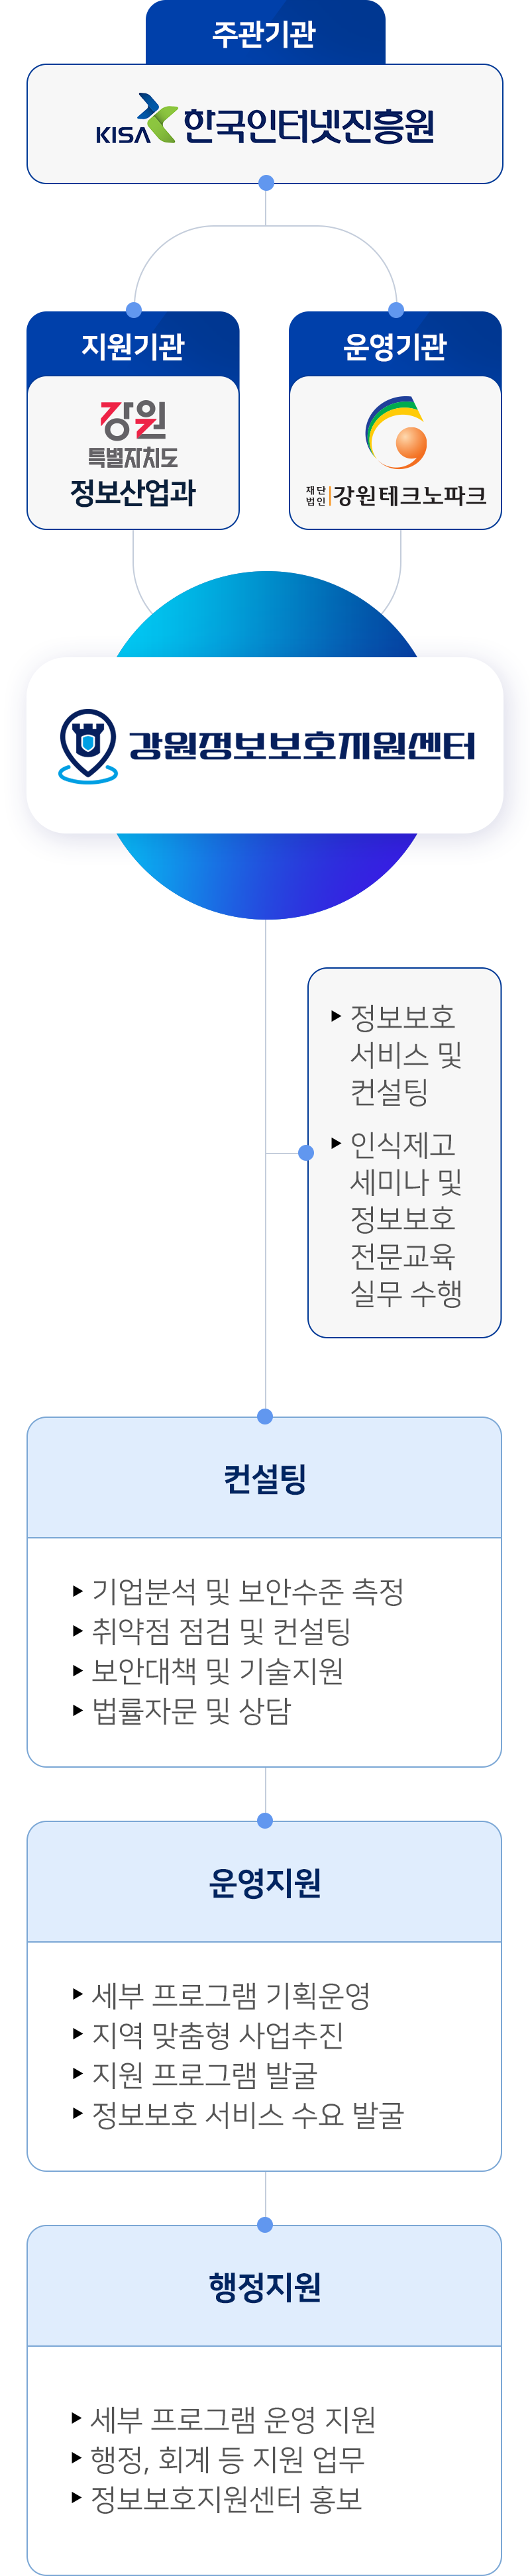 주관기관
KISA 한국인터넷진흥원
지원기관
강원
특별자치도
정보산업과
운영기관
재단
법인
강원테크노파크
강원정보보호지원센터
▶ 정보보호
서비스 및
컨설팅
▶ 인식제고
세미나 및
정보보호
전문교육
실무 수행
컨설팅
▶ 기업분석 및 보안수준 측정
▶ 취약점 점검 및 컨설팅
▶ 보안대책 및 기술지원
▶ 법률자문 및 상담
운영지원
▶ 세부 프로그램 기획운영
▶ 지역 맞춤형 사업추진
▶ 지원 프로그램 발굴
▶ 정보보호 서비스 수요 발굴
행정지원
▶ 세부 프로그램 운영 지원
▶ 행정, 회계 등 지원 업무
▶ 정보보호지원센터 홍보